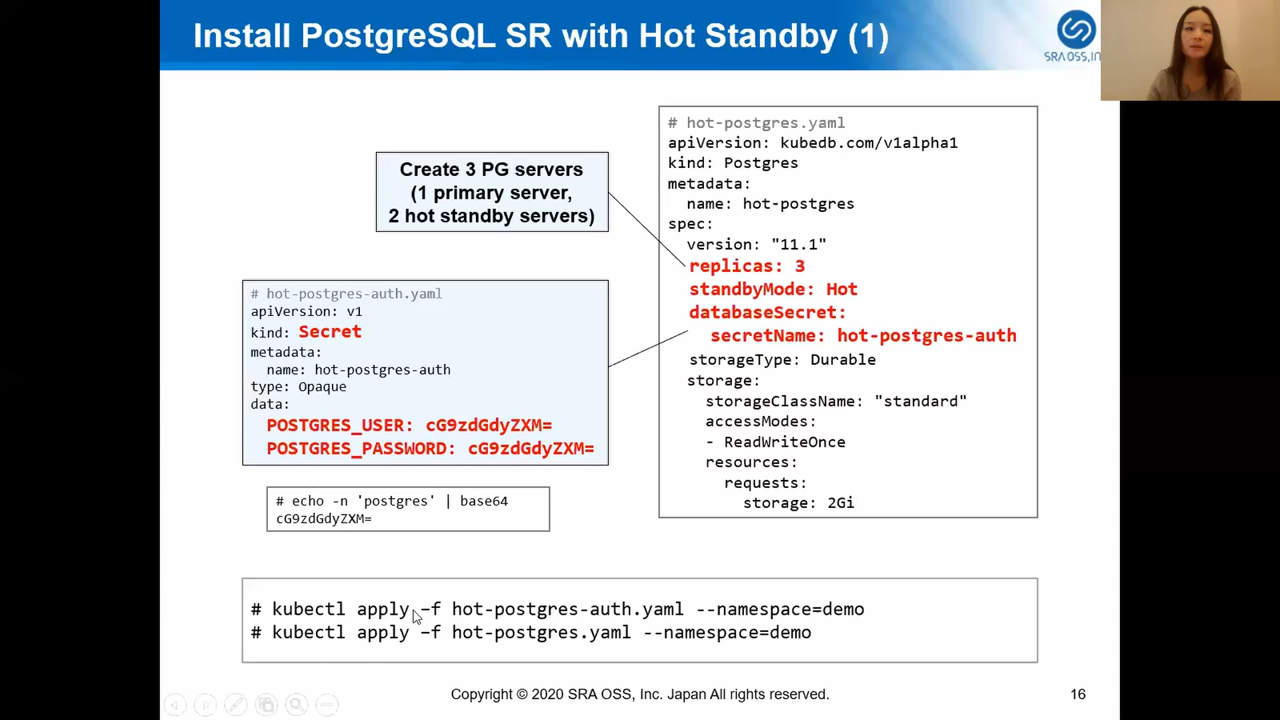 Install PostgreSQL SR with Hot Standby (1)
SRA OSS, IN
Create 3 PG servers
(1 primary server,
2 hot standby servers)
# hot-postgres-auth.yaml
apiVersion: v1
kind: Secret
metadata:
  name: hot-postgres-auth
type: Opaque
data:
  POSTGRES_USER: cG9zdGdyZXM=
  POSTGRES_PASSWORD: cG9zdGdyZXM=
# echo -n 'postgres' | base64
cG9zdGdyZXM=
# hot-postgres.yaml
apiVersion: kubedb.com/v1alpha1
kind: Postgres
metadata:
  name: hot-postgres
spec:
  version: "11.1"
  replicas: 3
  standbyMode: Hot
  databaseSecret:
    secretName: hot-postgres-auth
  storageType: Durable
  storage:
    storageClassName: "standard"
    accessModes:
    - ReadWriteOnce
    resources:
      requests:
        storage: 2Gi
# kubectl apply –f hot-postgres-auth.yaml --namespace=demo
# kubectl apply –f hot-postgres.yaml --namespace=demo
Copyright © 2020 SRA OSS, Inc. Japan All rights reserved.
16